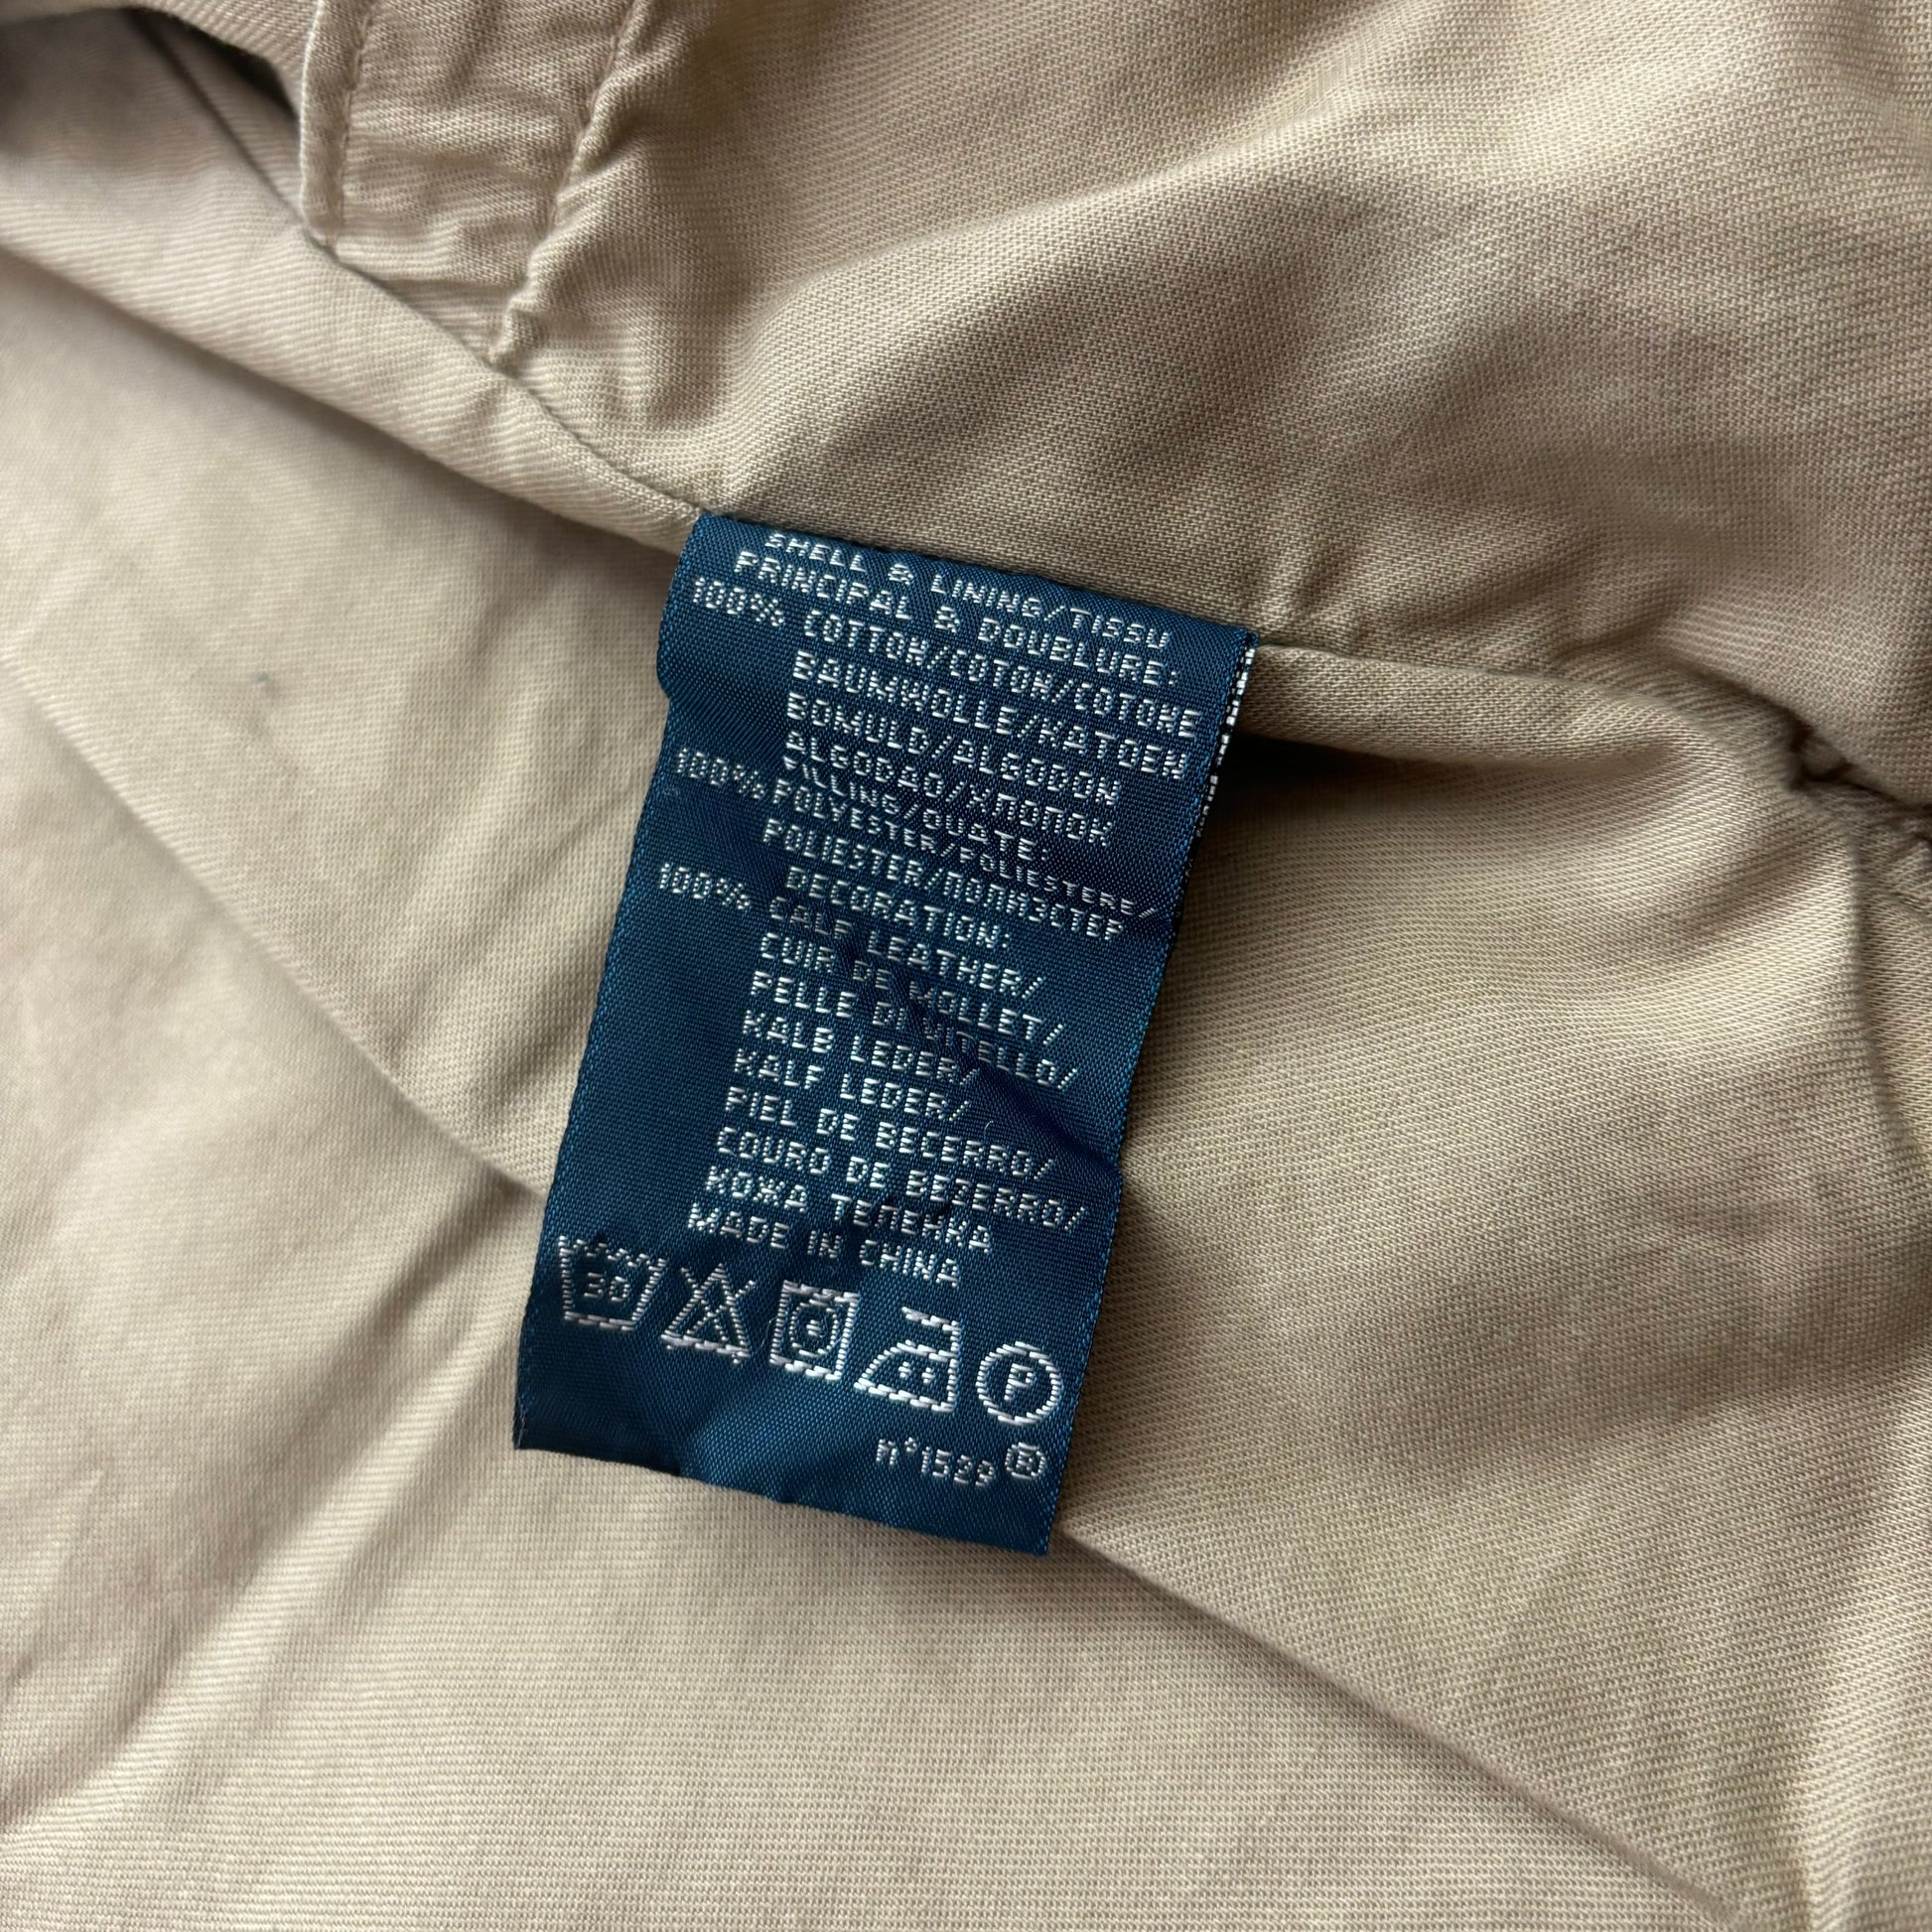 SHELL & LINING/TISSU
PRINCIPAL & DOUBLURE:
100% COTTON/COTON/COTONE
BAUMWOLLE/KATOEN
BOMULD/ALGODON
ALGODAO/ХЛОПОК
FILLING/OUATE:
100% POLYESTER/POLIESTERE/
POLIESTER/ПОЛИЭСТЕР
DECORATION:
100% CALF LEATHER/
CUIR DE MOLLET/
PELLE DI VITELLO/
KALB LEDER/
KALF LEDER/
PIEL DE BECERRO/
COURO DE BEZERRO/
КОЖА ТЕЛЕНКА
MADE IN CHINA
30 P
n°1529 ®